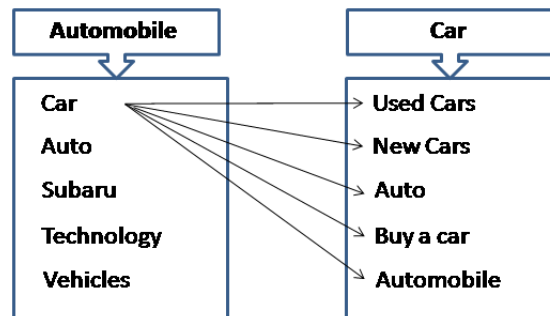 Automobile
Car
Auto
Subaru
Technology
Vehicles
Car
Used Cars
New Cars
Auto
Buy a car
Automobile